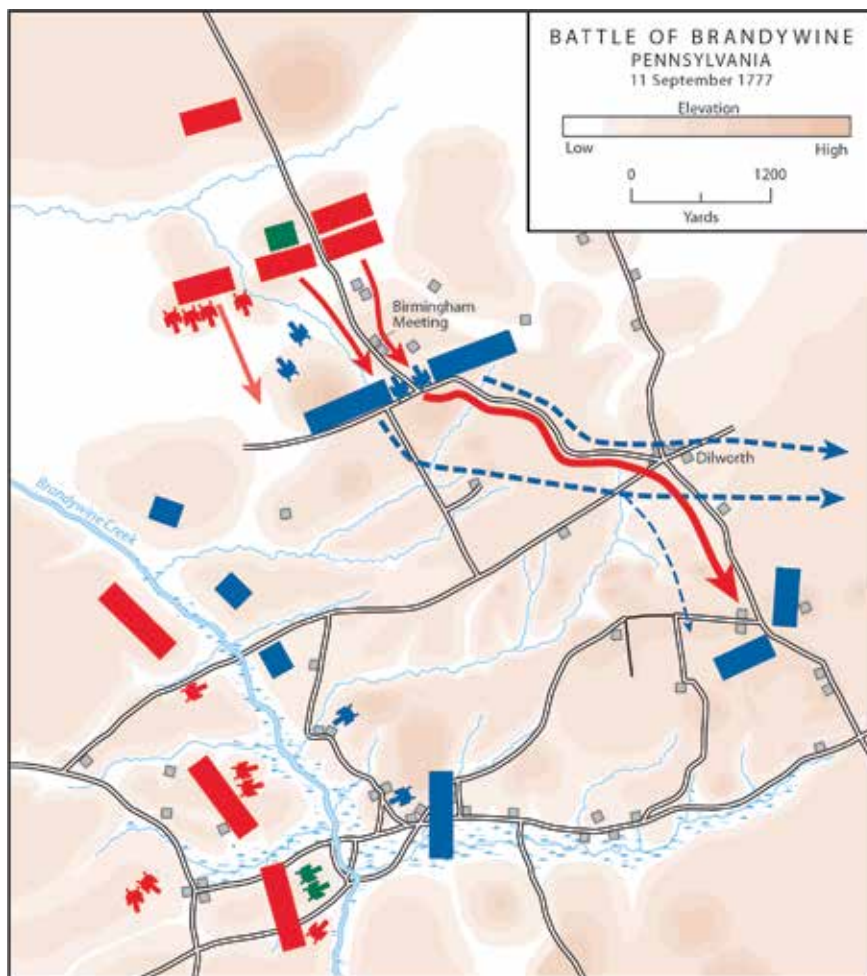 BATTLE OF BRANDYWINE
PENNSYLVANIA
11 September 1777
Elevation
Low High
0 1200
Yards
Birmingham
Meeting
Dilworth
Brandywine Creek